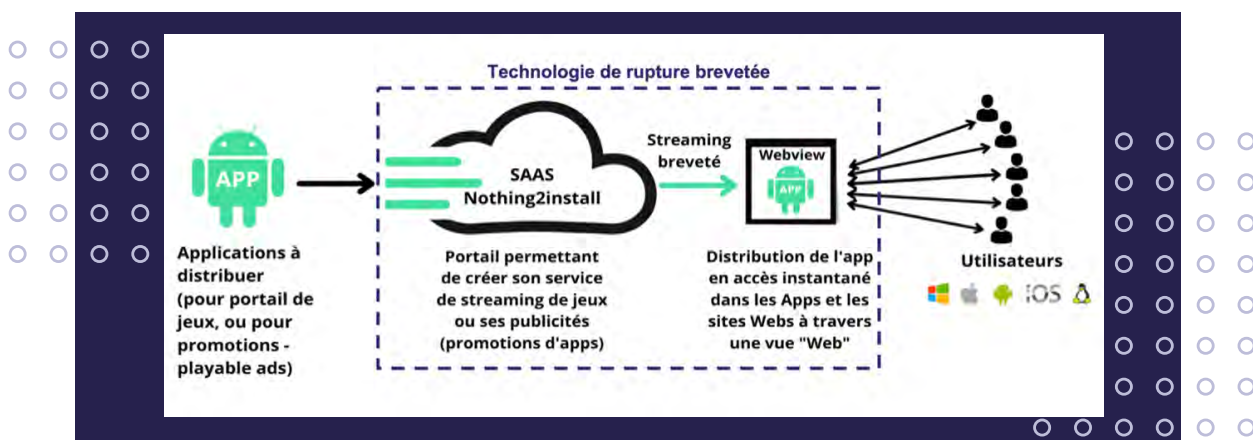 Technologie de rupture brevetée
APP
SAAS
Nothing2install
Streaming
breveté
Webview
APP
Applications à
distribuer
(pour portail de
jeux, ou pour
promotions -
playable ads)
Portail permettant
de créer son service
de streaming de jeux
ou ses publicités
(promotions d'apps)
Distribution de l'app
en accès instantané
dans les Apps et les
sites Webs à travers
une vue "Web"
Utilisateurs
iOS